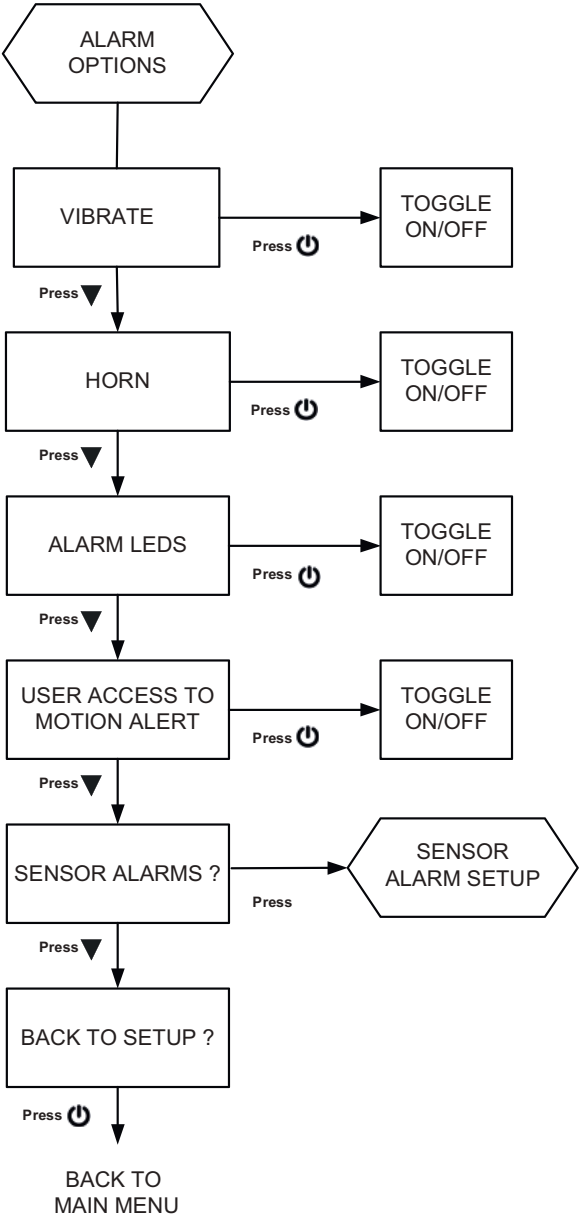 ALARM
OPTIONS
VIBRATE
Press
TOGGLE
ON/OFF
Press
HORN
Press
TOGGLE
ON/OFF
Press
ALARM LEDS
Press
TOGGLE
ON/OFF
Press
USER ACCESS TO
MOTION ALERT
Press
TOGGLE
ON/OFF
Press
SENSOR ALARMS ?
Press
SENSOR
ALARM SETUP
Press
BACK TO SETUP ?
Press
BACK TO
MAIN MENU